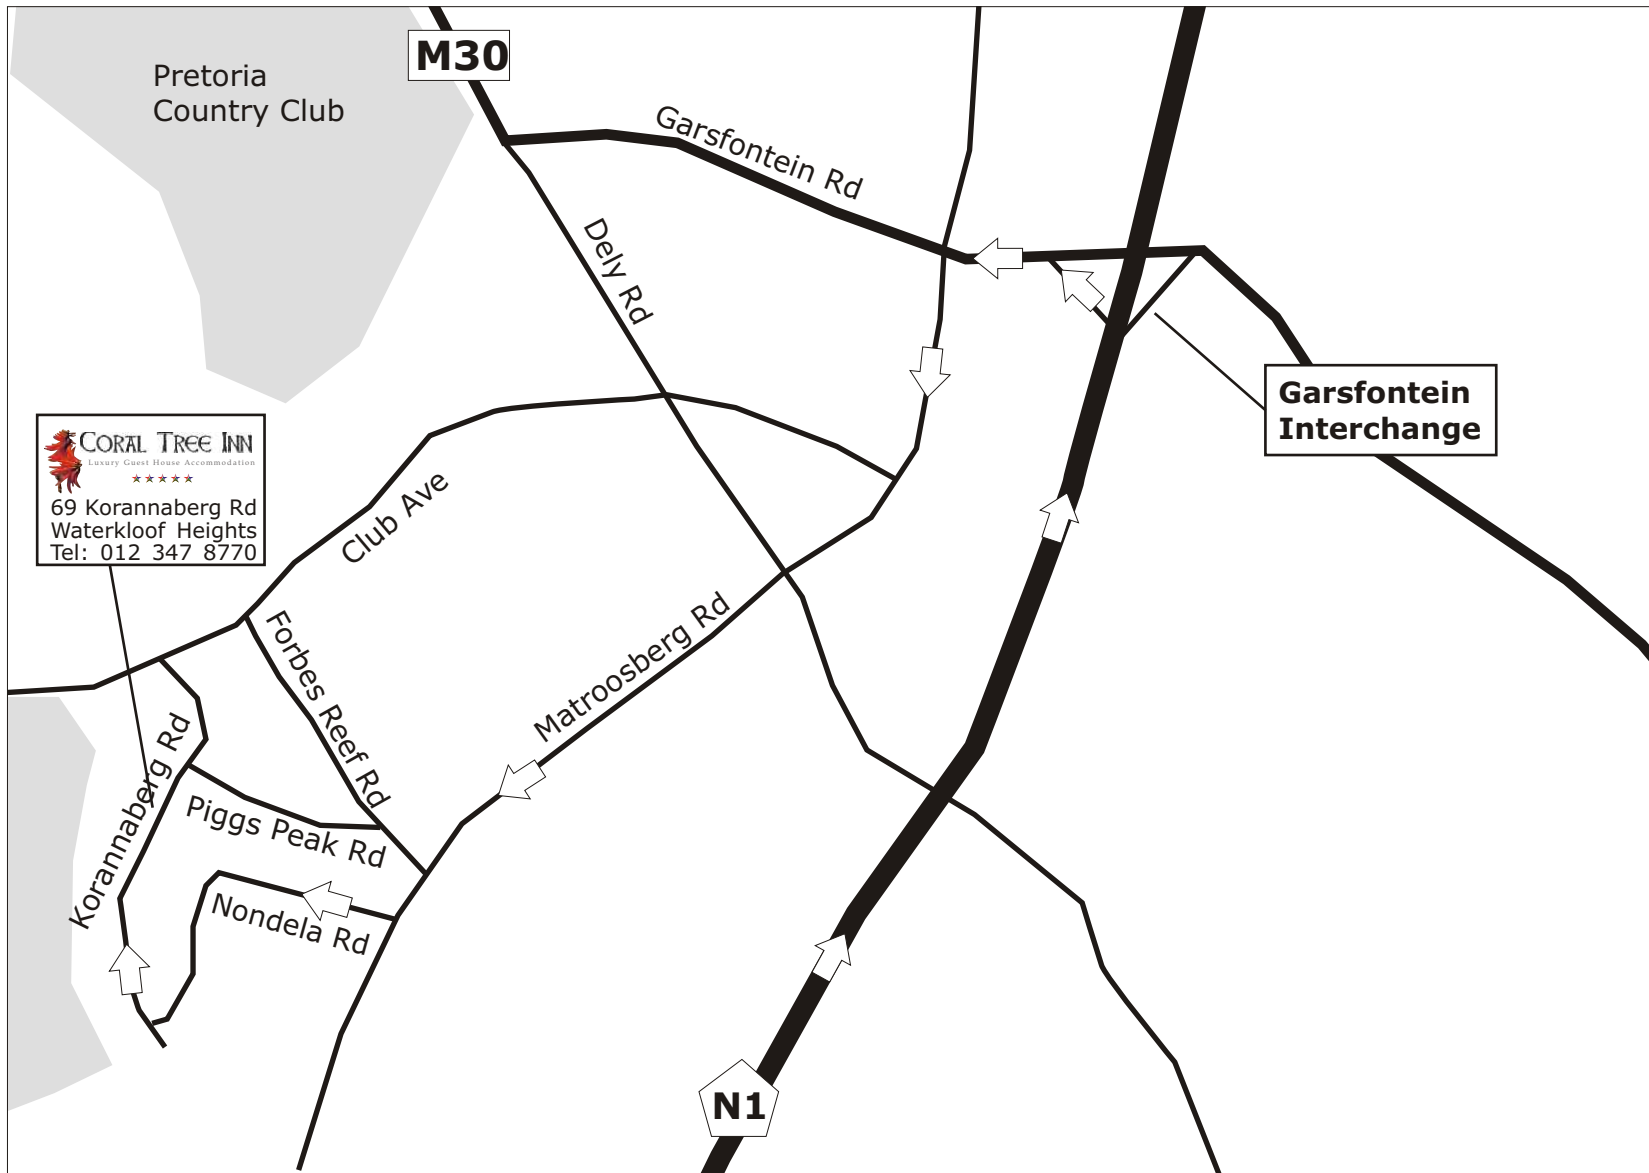 M30
Pretoria
Country Club
Garsfontein Rd
Dely Rd
Garsfontein
Interchange
CORAL TREE INN
Luxury Guest House Accommodation
69 Korannaberg Rd
Waterkloof Heights
Tel: 012 347 8770
Club Ave
Forbes Reef Rd
Matroosberg Rd
Korannaberg Rd
Piggs Peak Rd
Nondela Rd
N1